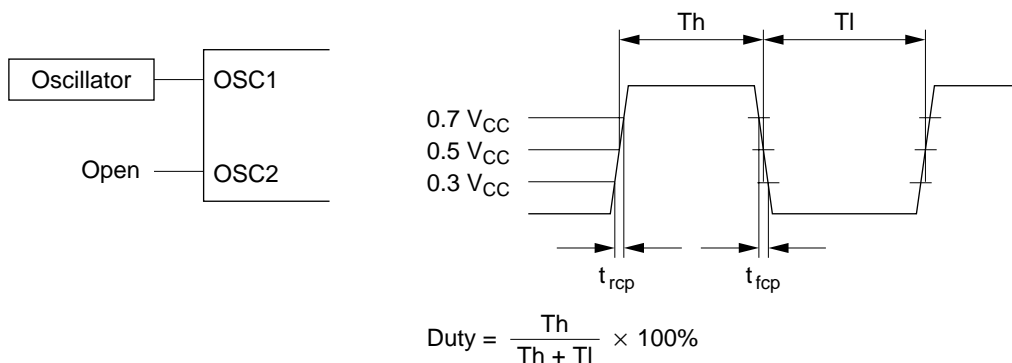 Oscillator
OSC1
Open
OSC2
Th
Tl
0.7 VCC
0.5 VCC
0.3 VCC
trcp
tfcp
Duty = Th / Th + Tl × 100%